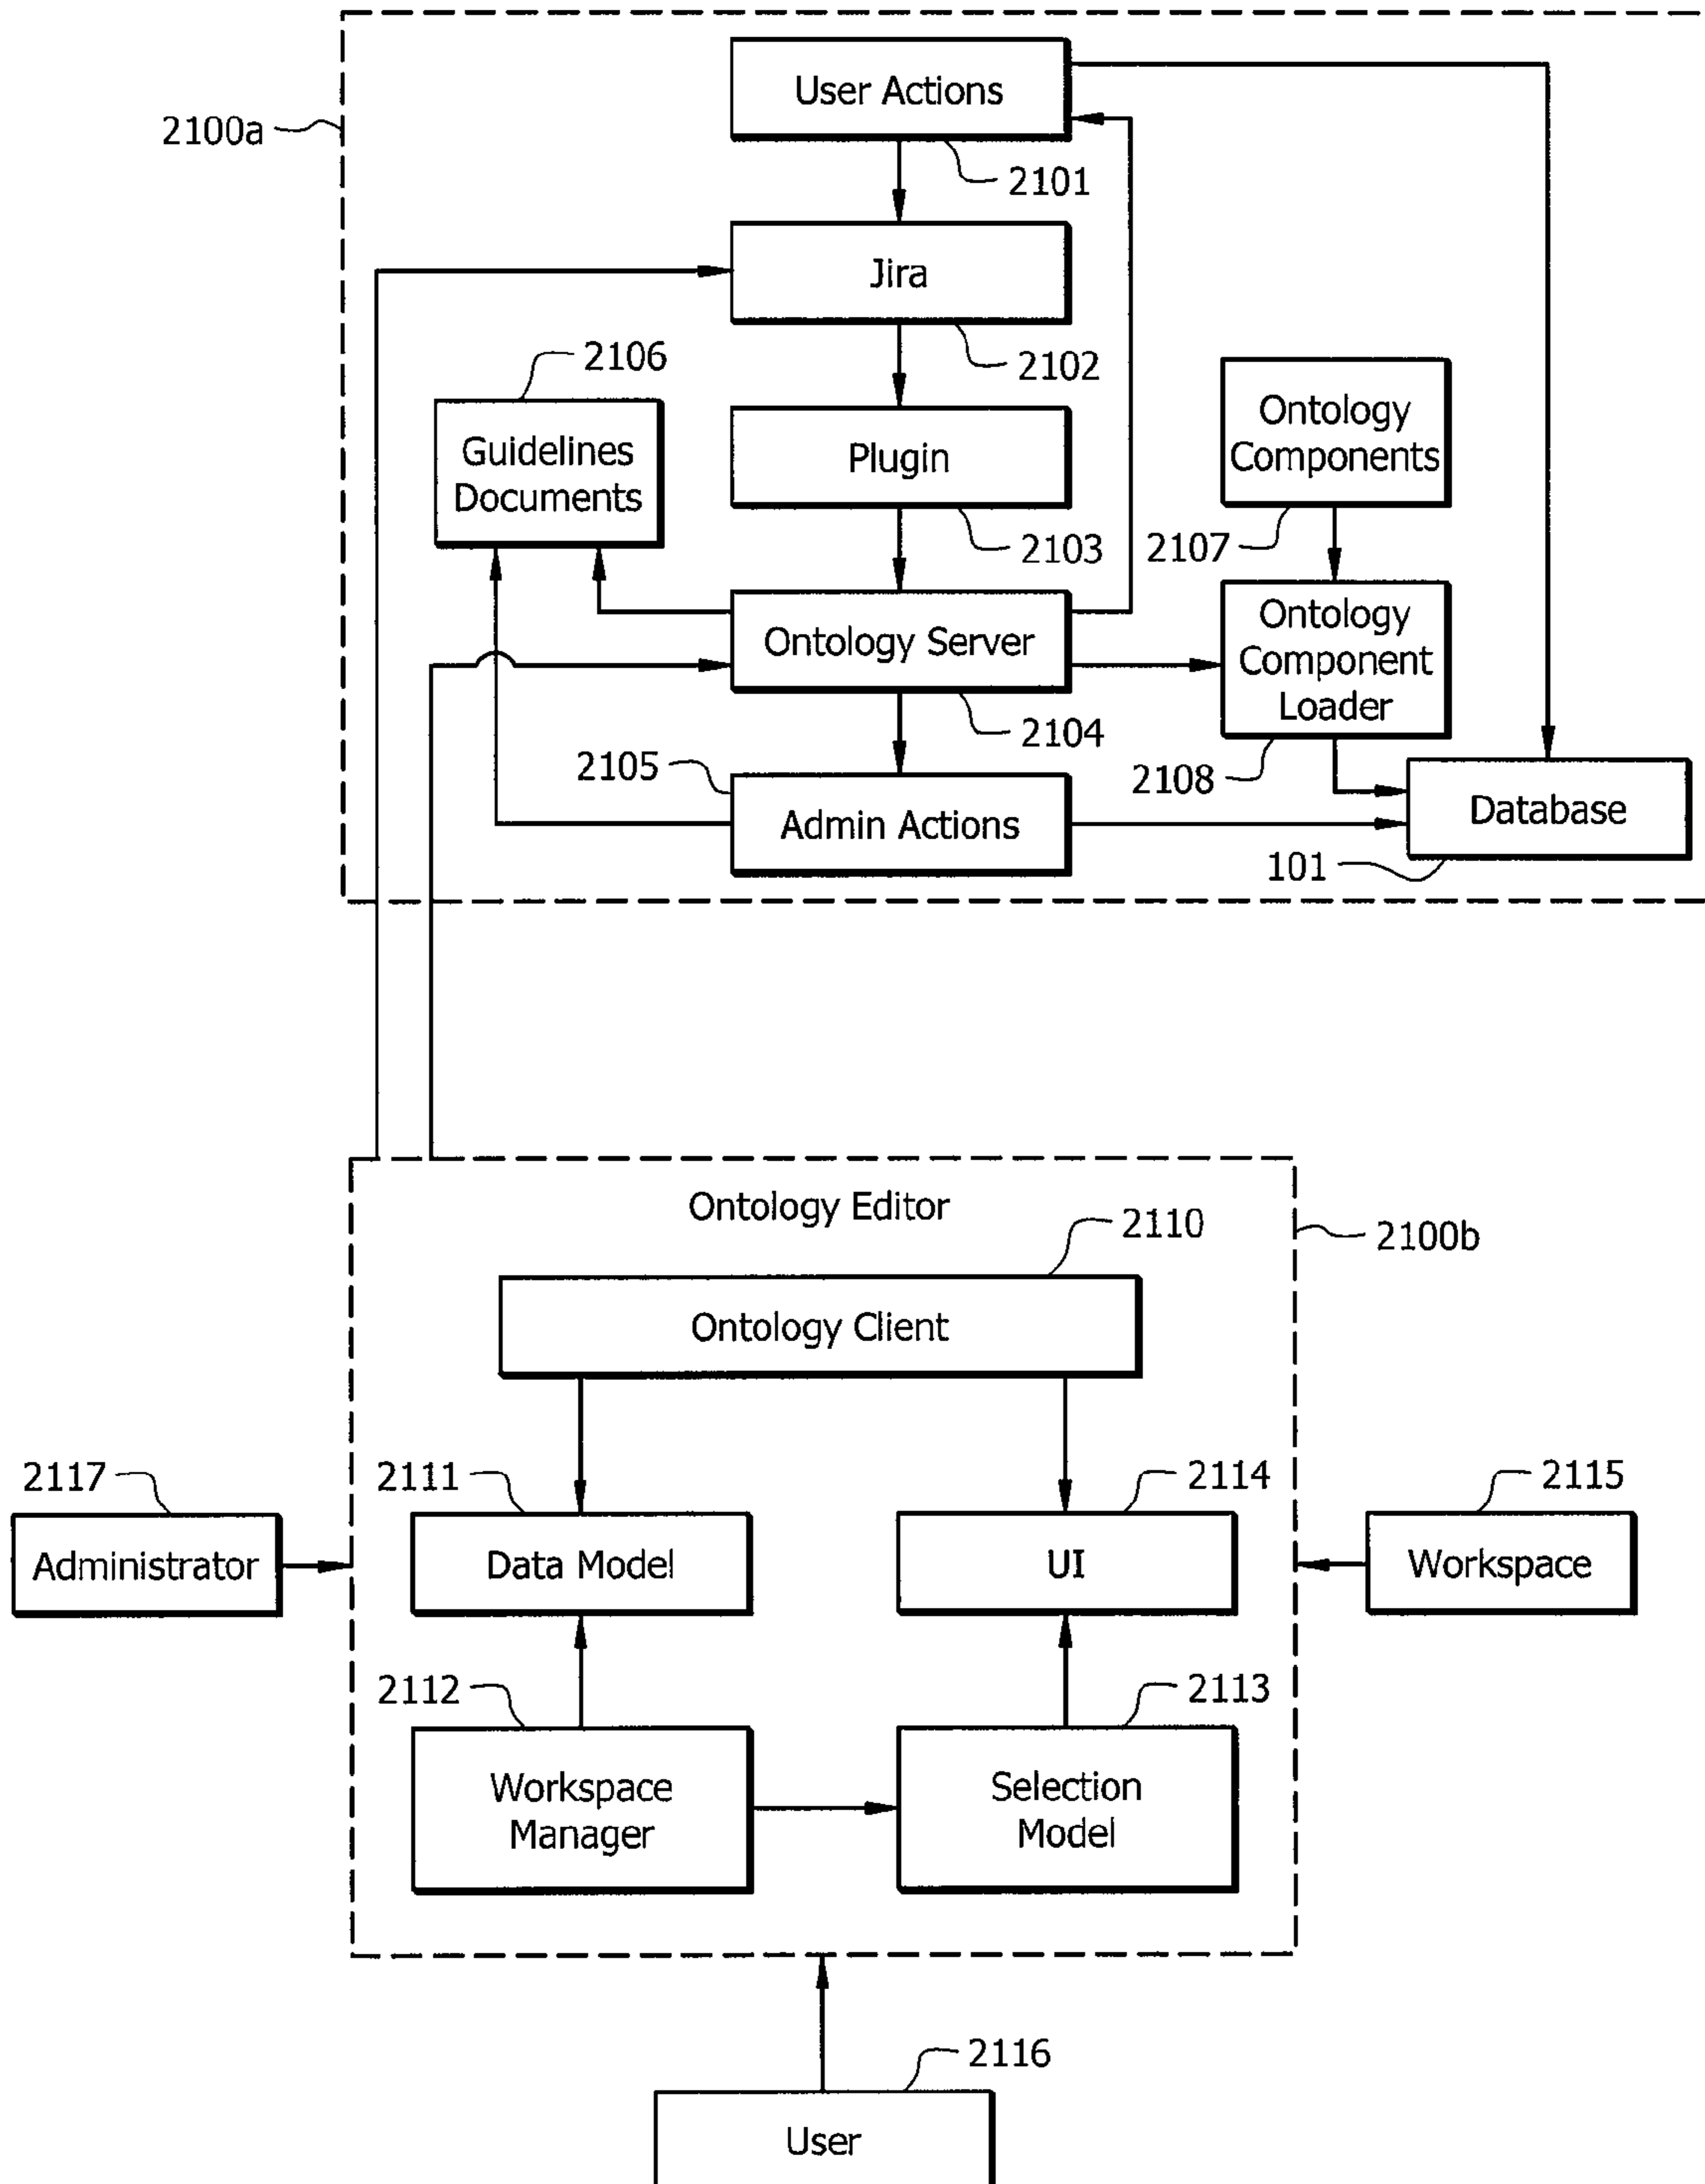 User Actions
2100a
2101
Jira
2102
2106
Guidelines
Documents
Plugin
2103
Ontology
Components
2107
Ontology Server
2104
Ontology
Component
Loader
2108
2105
Admin Actions
Database
101
Ontology Editor
2110
2100b
Ontology Client
2117
Administrator
2111
Data Model
2114
UI
2115
Workspace
2112
Workspace
Manager
2113
Selection
Model
2116
User